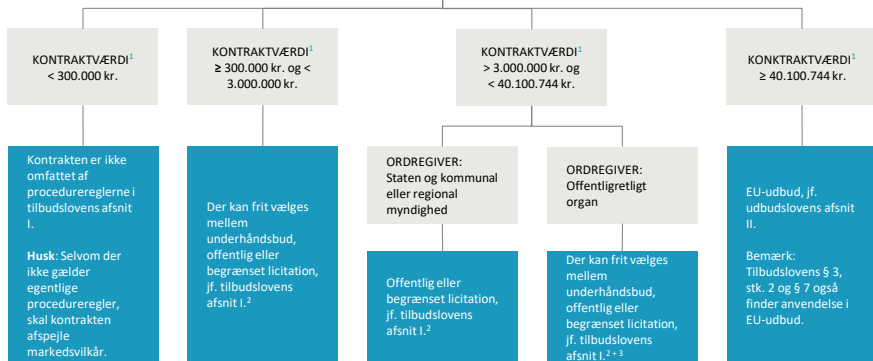 KONTRAKTVÆRDI¹
< 300.000 kr.
KONTRAKTVÆRDI¹
≥ 300.000 kr. og <
3.000.000 kr.
KONTRAKTVÆRDI¹
> 3.000.000 kr. og
< 40.100.744 kr.
KONKTRAKTVÆRDI¹
≥ 40.100.744 kr.
Kontrakten er ikke
omfattet af
procedurereglerne i
tilbudslovens afsnit
I.
Husk: Selvom der
ikke gælder
egentlige
procedureregler,
skal kontrakten
afspejle
markedsvilkår.
Der kan frit vælges
mellem
underhåndsbud,
offentlig eller
begrænset licitation,
jf. tilbudslovens
afsnit I.²
ORDREGIVER:
Staten og kommunal
eller regional
myndighed
Offentlig eller
begrænset licitation,
jf. tilbudslovens
afsnit I.²
ORDREGIVER:
Offentligretligt
organ
Der kan frit vælges
mellem
underhåndsbud,
offentlig eller
begrænset licitation,
jf. tilbudslovens
afsnit I.² ⁺ ³
EU-udbud, jf.
udbudslovens afsnit
II.
Bemærk:
Tilbudslovens § 3,
stk. 2 og § 7 også
finder anvendelse i
EU-udbud.